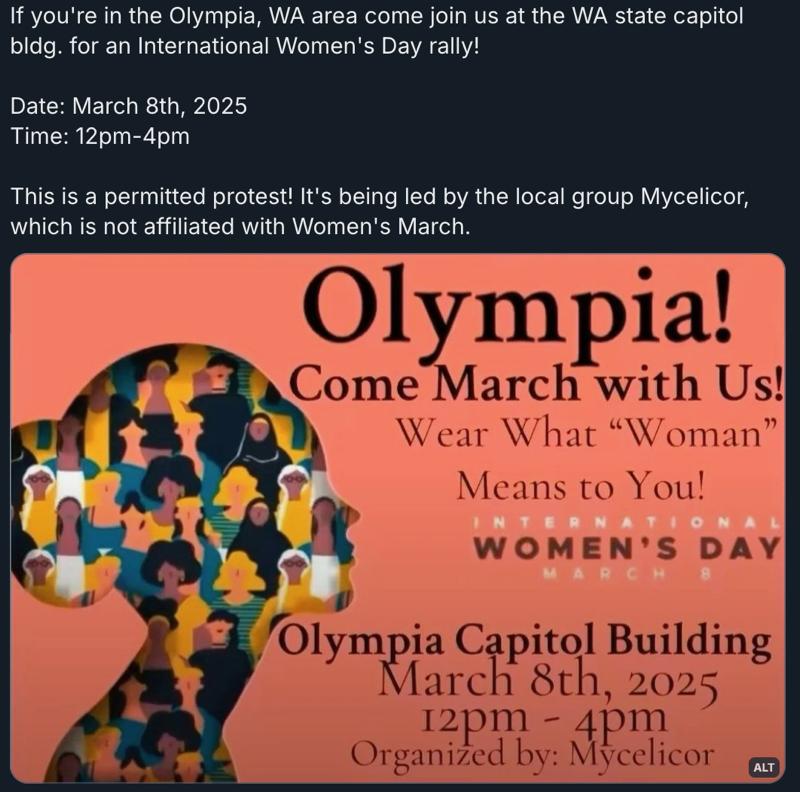 If you're in the Olympia, WA area come join us at the WA state capitol
bldg. for an International Women's Day rally!
Date: March 8th, 2025
Time: 12pm-4pm
This is a permitted protest! It's being led by the local group Mycelicor,
which is not affiliated with Women's March.
Olympia!
Come March with Us!
Wear What “Woman”
Means to You!
INTERNATIONAL
WOMEN'S DAY
MARCH 8
Olympia Capitol Building
March 8th, 2025
12pm - 4pm
Organized by: Mycelicor
ALT